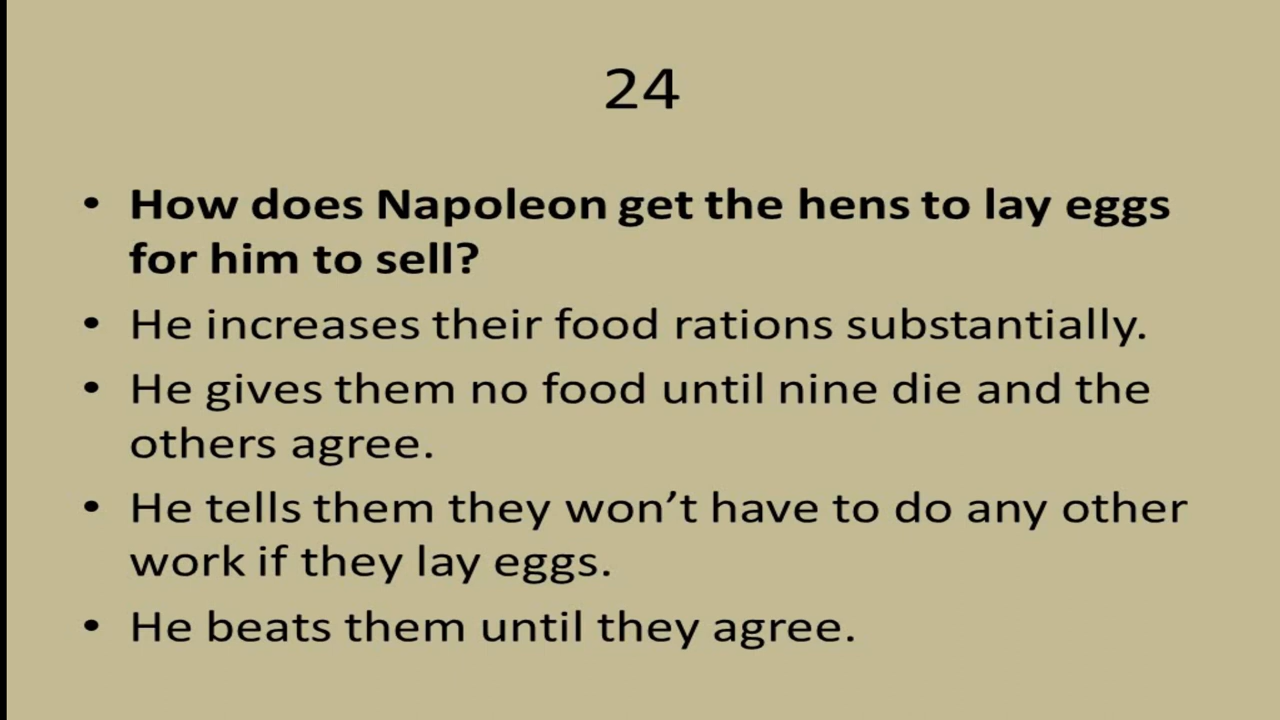 24
• How does Napoleon get the hens to lay eggs
for him to sell?
• He increases their food rations substantially.
• He gives them no food until nine die and the
others agree.
• He tells them they won’t have to do any other
work if they lay eggs.
• He beats them until they agree.